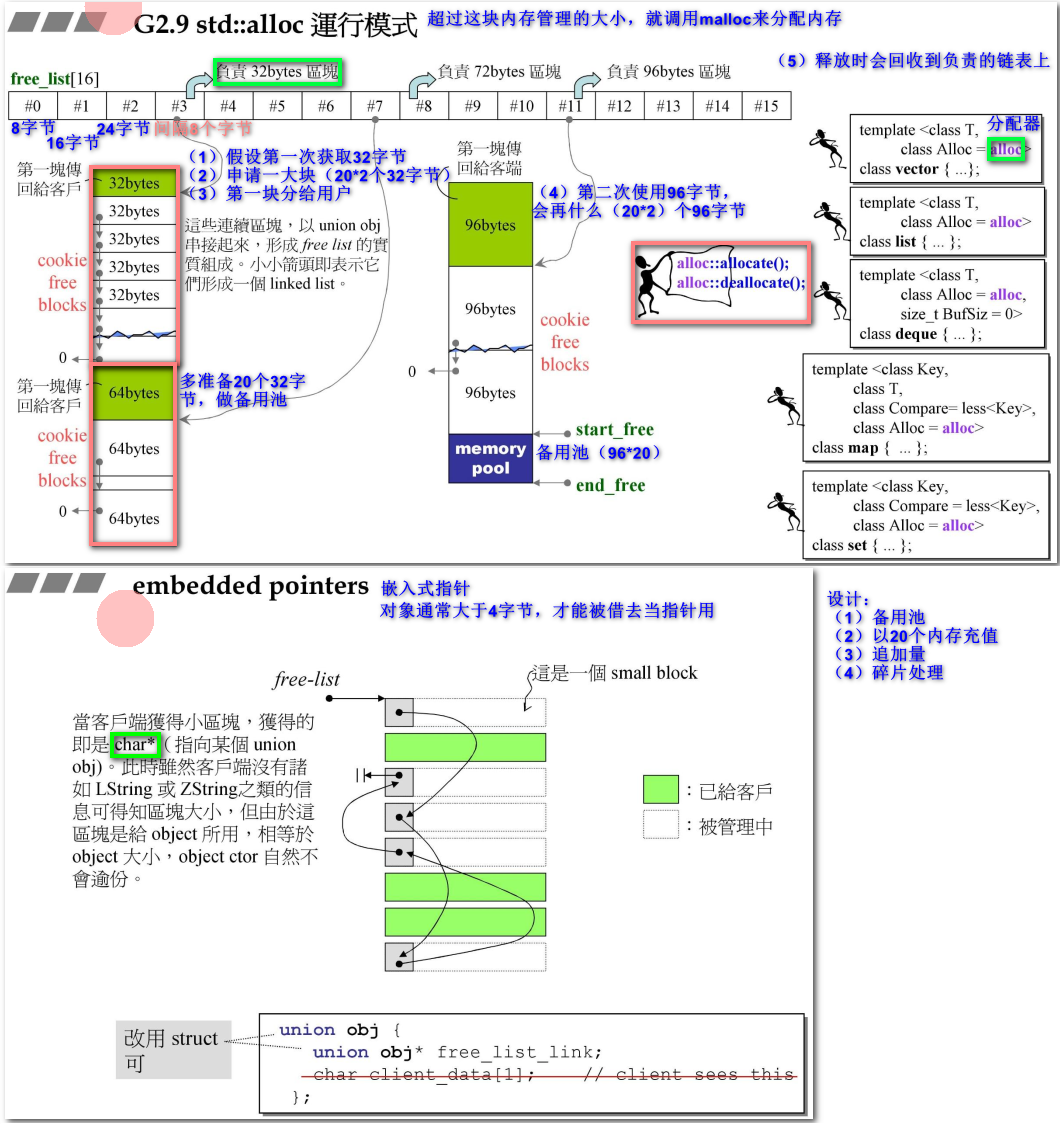 G2.9 std::alloc 運行模式
超过这块内存管理的大小，就调用malloc来分配内存
（5）释放时会回收到负责的链表上
負責 32bytes 區塊
負責 72bytes 區塊
負責 96bytes 區塊
free_list[16]
#0 #1 #2 #3 #4 #5 #6 #7 #8 #9 #10 #11 #12 #13 #14 #15
8字节
16字节
24字节
间隔8个字节
（1）假设第一次获取32字节
（2）申请一大块（20*2个32字节）
（3）第一块分给用户
第一塊傳
回給客戶
32bytes
32bytes
32bytes
32bytes
32bytes
cookie
free
blocks
0
這些連續區塊，以 union obj
串接起來，形成 free list 的實
質組成。小小箭頭即表示它
們形成一個 linked list。
第一塊傳
回給客戶
64bytes
多准备20个32字
节，做备用池
cookie
free
blocks
64bytes
0
64bytes
第一塊傳
回給客端
96bytes
（4）第二次使用96字节，
会再什么（20*2）个96字节
96bytes
cookie
free
blocks
0
96bytes
start_free
memory
pool
备用池（96*20）
end_free
alloc::allocate();
alloc::deallocate();
分配器
template <class T,
class Alloc = alloc>
class vector { ... };
template <class T,
class Alloc = alloc>
class list { ... };
template <class T,
class Alloc = alloc,
size_t BufSiz = 0>
class deque { ... };
template <class Key,
class T,
class Compare= less<Key>,
class Alloc = alloc>
class map { ... };
template <class Key,
class Compare = less<Key>,
class Alloc = alloc>
class set { ... };
embedded pointers
嵌入式指针
对象通常大于4字节，才能被借去当指针用
设计：
（1）备用池
（2）以20个内存充值
（3）追加量
（4）碎片处理
free-list
這是一個 small block
當客戶端獲得小區塊，獲得的
即是 char* （指向某個 union
obj)。此時雖然客戶端沒有諸
如 LString 或 ZString之類的信
息可得知區塊大小，但由於這
區塊是給 object 所用，相等於
object 大小，object ctor 自然不
會逾份。
：已給客戶
：被管理中
改用 struct
可
union obj {
union obj* free_list_link;
char client_data[1]; // client sees this
};